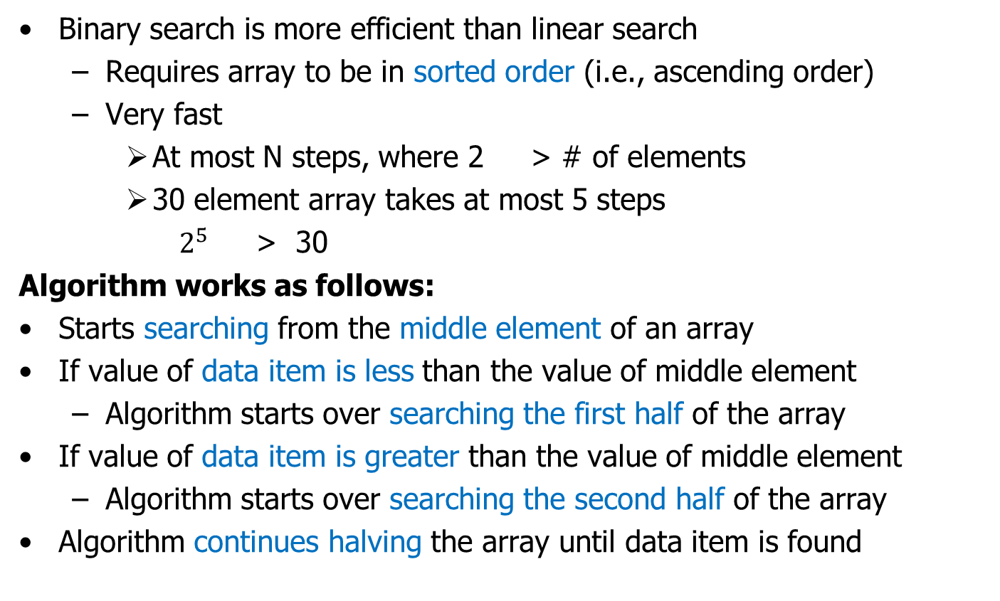 • Binary search is more efficient than linear search
– Requires array to be in sorted order (i.e., ascending order)
– Very fast
➢ At most N steps, where 2 > # of elements
➢ 30 element array takes at most 5 steps
2⁵ > 30
Algorithm works as follows:
• Starts searching from the middle element of an array
• If value of data item is less than the value of middle element
– Algorithm starts over searching the first half of the array
• If value of data item is greater than the value of middle element
– Algorithm starts over searching the second half of the array
• Algorithm continues halving the array until data item is found